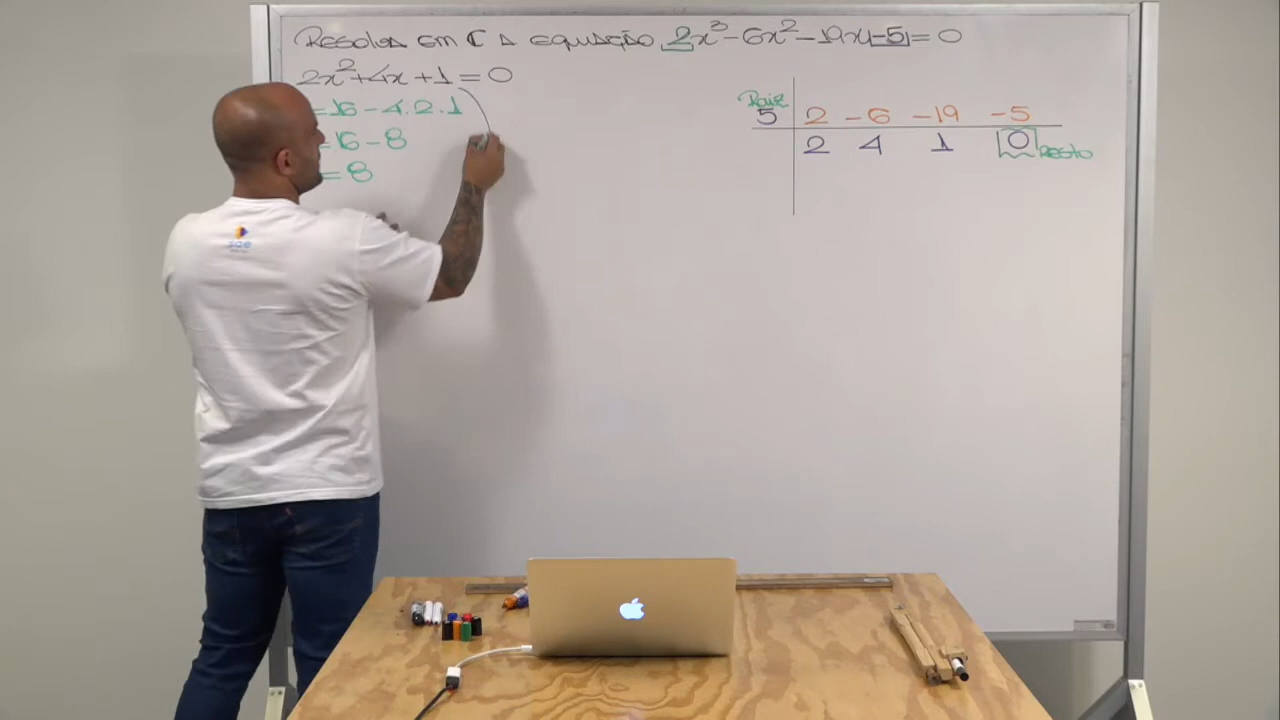 Resolva em ℂ a equação 2x³-6x²-19x-5=0
2x²+4x+1=0
=16-4.2.1
=16-8
=8
Raiz
5 2 -6 -19 -5
2 4 1 0 Resto
sae